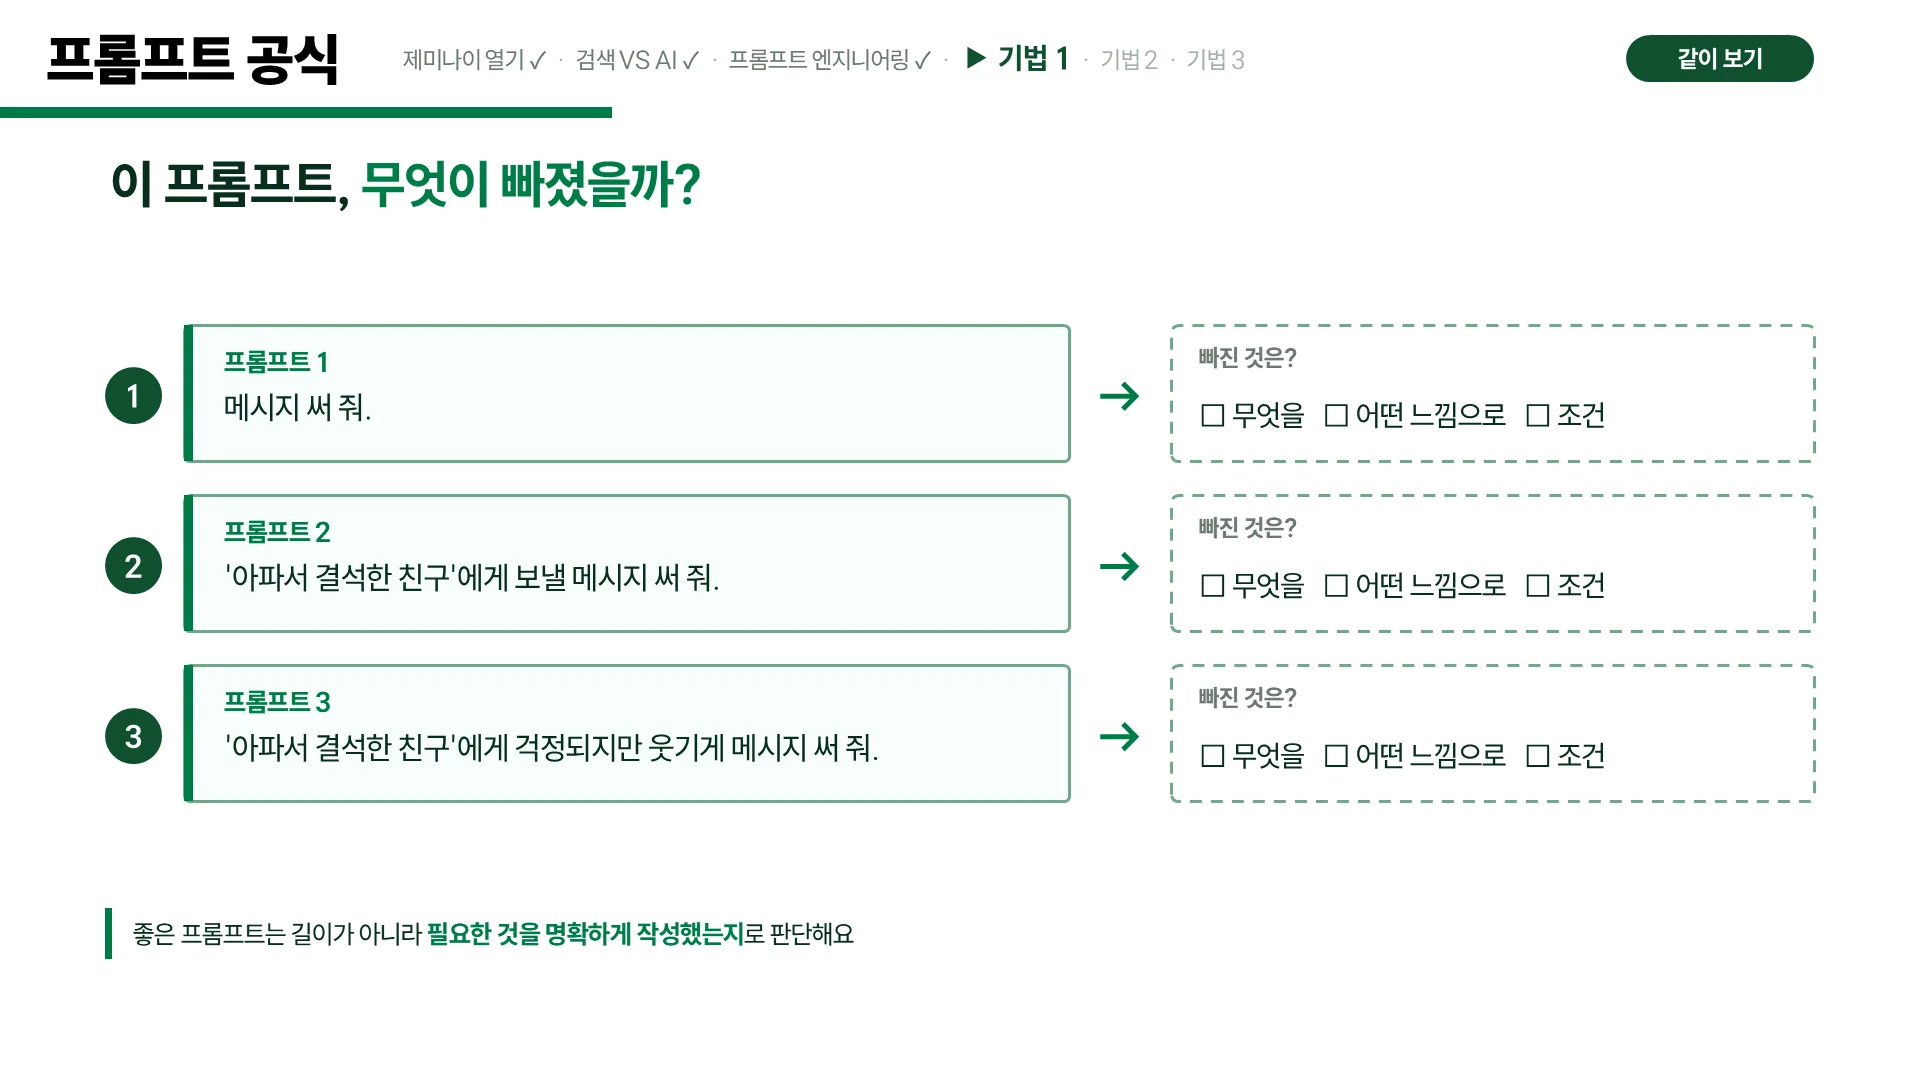 프롬프트 공식
제미나이 열기 ✓ · 검색 VS AI ✓ · 프롬프트 엔지니어링 ✓ · ▶ 기법 1 · 기법 2 · 기법 3
같이 보기
이 프롬프트, 무엇이 빠졌을까?
1
프롬프트 1
메시지 써 줘.
→
빠진 것은?
☐ 무엇을 ☐ 어떤 느낌으로 ☐ 조건
2
프롬프트 2
'아파서 결석한 친구'에게 보낼 메시지 써 줘.
→
빠진 것은?
☐ 무엇을 ☐ 어떤 느낌으로 ☐ 조건
3
프롬프트 3
'아파서 결석한 친구'에게 걱정되지만 웃기게 메시지 써 줘.
→
빠진 것은?
☐ 무엇을 ☐ 어떤 느낌으로 ☐ 조건
좋은 프롬프트는 길이가 아니라 필요한 것을 명확하게 작성했는지로 판단해요